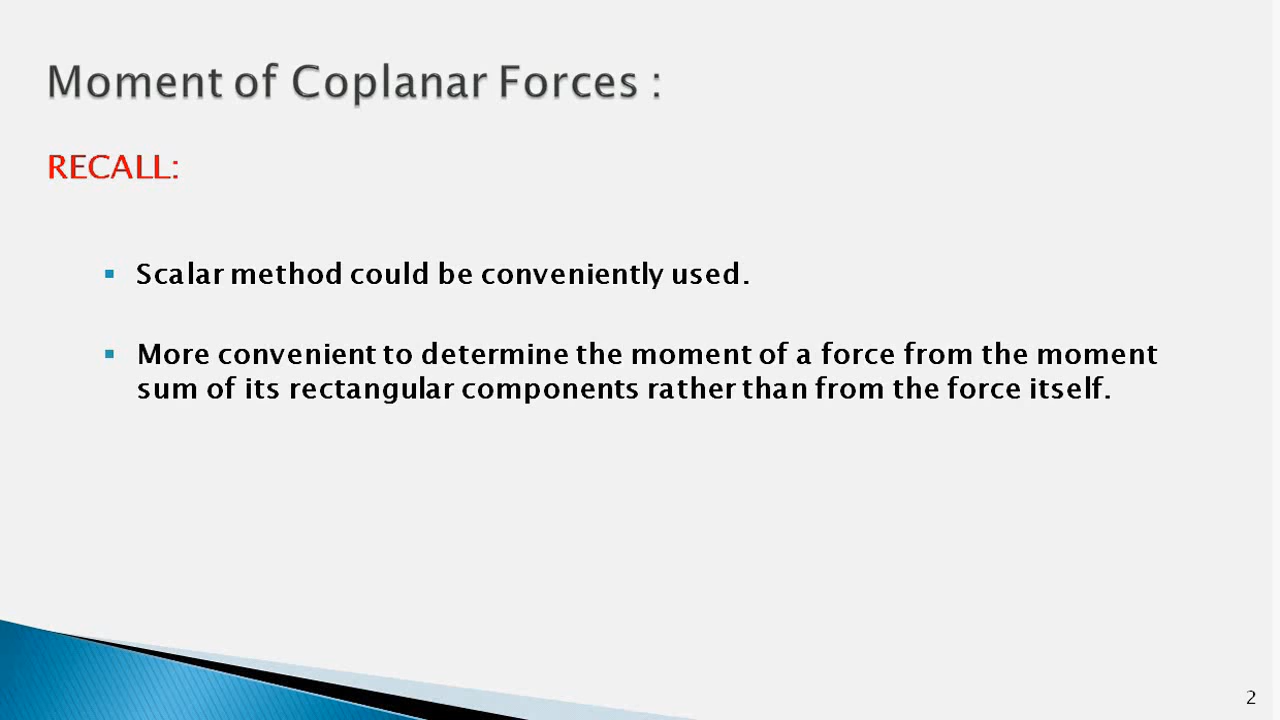 Moment of Coplanar Forces :
RECALL:
▪ Scalar method could be conveniently used.
▪ More convenient to determine the moment of a force from the moment
sum of its rectangular components rather than from the force itself.
2